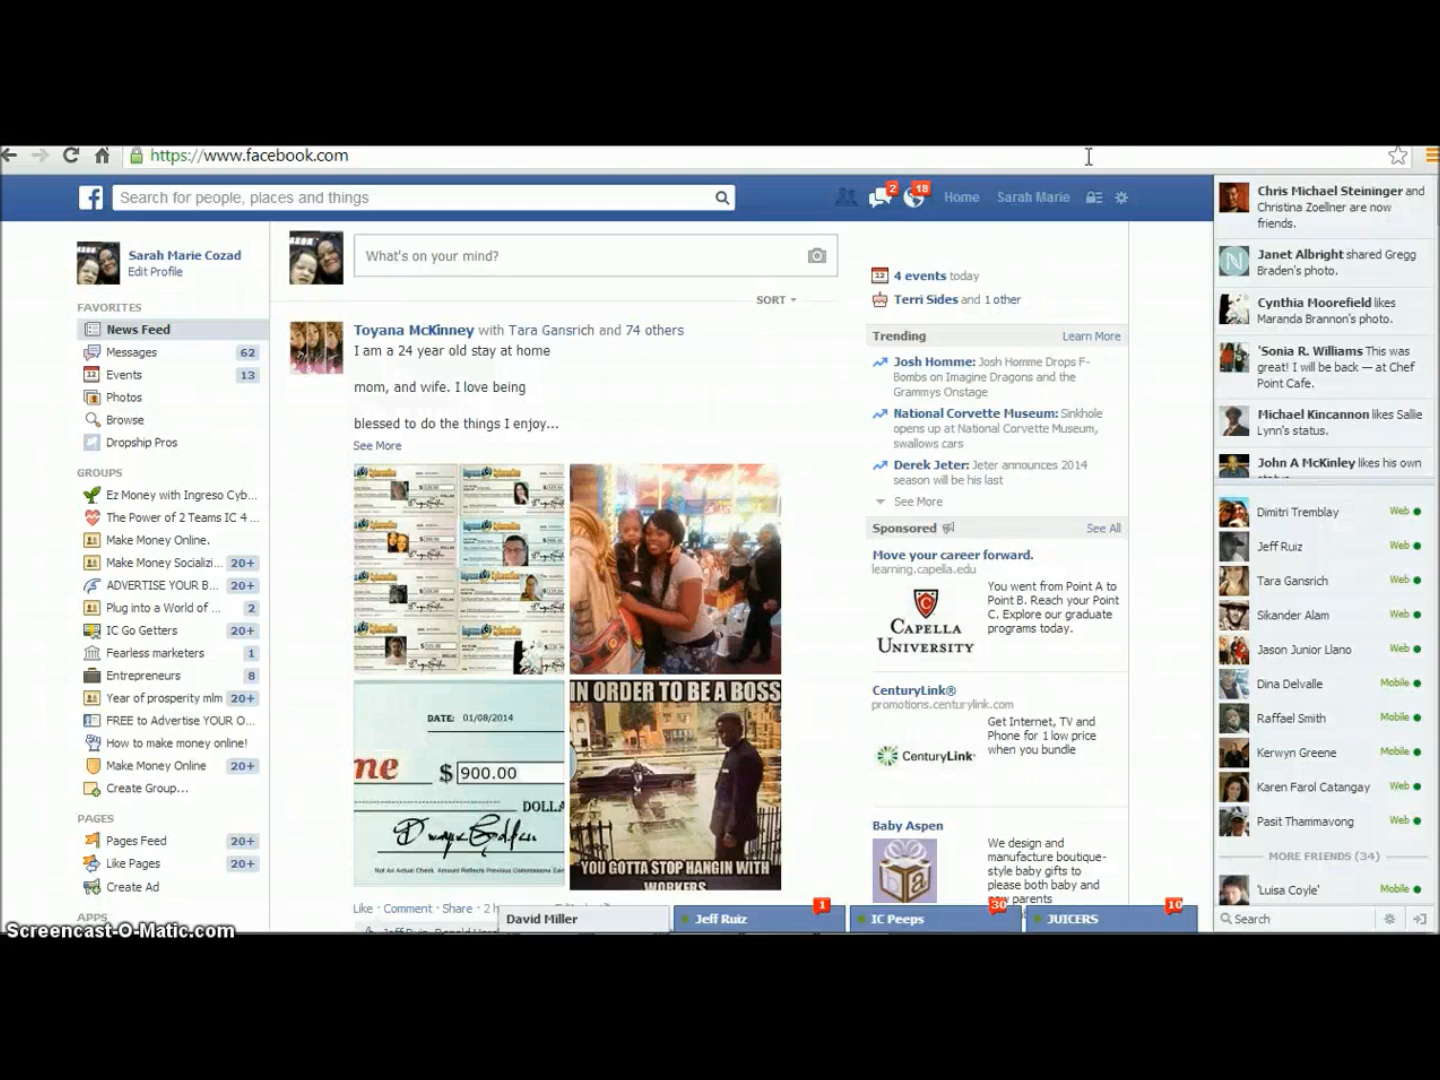 https://www.facebook.com
Search for people, places and things
2
18
Home
Sarah Marie
Sarah Marie Cozad
Edit Profile
FAVORITES
News Feed
Messages 62
Events 13
Photos
Browse
Dropship Pros
GROUPS
Ez Money with Ingreso Cyb...
The Power of 2 Teams IC 4 ...
Make Money Online.
Make Money Socializi... 20+
ADVERTISE YOUR B... 20+
Plug into a World of ... 2
IC Go Getters 20+
Fearless marketers 1
Entrepreneurs 8
Year of prosperity mlm 20+
FREE to Advertise YOUR O...
How to make money online!
Make Money Online 20+
Create Group...
PAGES
Pages Feed 20+
Like Pages 20+
Create Ad
APPS
What's on your mind?
SORT
Toyana McKinney with Tara Gansrich and 74 others
I am a 24 year old stay at home
mom, and wife. I love being
blessed to do the things I enjoy...
See More
DATE: 01/08/2014
me $ 900.00
DOLLA
Not An Actual Check. Amount Reflects Previous Commissions Ear
IN ORDER TO BE A BOSS
YOU GOTTA STOP HANGIN WITH
WORKERS
Like · Comment · Share · 2 h
4 events today
Terri Sides and 1 other
Trending Learn More
Josh Homme: Josh Homme Drops F-
Bombs on Imagine Dragons and the
Grammys Onstage
National Corvette Museum: Sinkhole
opens up at National Corvette Museum,
swallows cars
Derek Jeter: Jeter announces 2014
season will be his last
See More
Sponsored See All
Move your career forward.
learning.capella.edu
CAPELLA
UNIVERSITY
You went from Point A to
Point B. Reach your Point
C. Explore our graduate
programs today.
CenturyLink®
promotions.centurylink.com
CenturyLink
Get Internet, TV and
Phone for 1 low price
when you bundle
Baby Aspen
We design and
manufacture boutique-
style baby gifts to
please both baby and
parents
Chris Michael Steininger and
Christina Zoellner are now
friends.
Janet Albright shared Gregg
Braden's photo.
Cynthia Moorefield likes
Maranda Brannon's photo.
'Sonia R. Williams This was
great! I will be back — at Chef
Point Cafe.
Michael Kincannon likes Sallie
Lynn's status.
John A McKinley likes his own
Dimitri Tremblay Web
Jeff Ruiz Web
Tara Gansrich Web
Sikander Alam Web
Jason Junior Llano Web
Dina Delvalle Mobile
Raffael Smith Mobile
Kerwyn Greene Mobile
Karen Farol Catangay Web
Pasit Thammavong Web
MORE FRIENDS (34)
'Luisa Coyle' Mobile
Search
David Miller
Jeff Ruiz 1
IC Peeps 30
JUICERS 10
Screencast-O-Matic.com